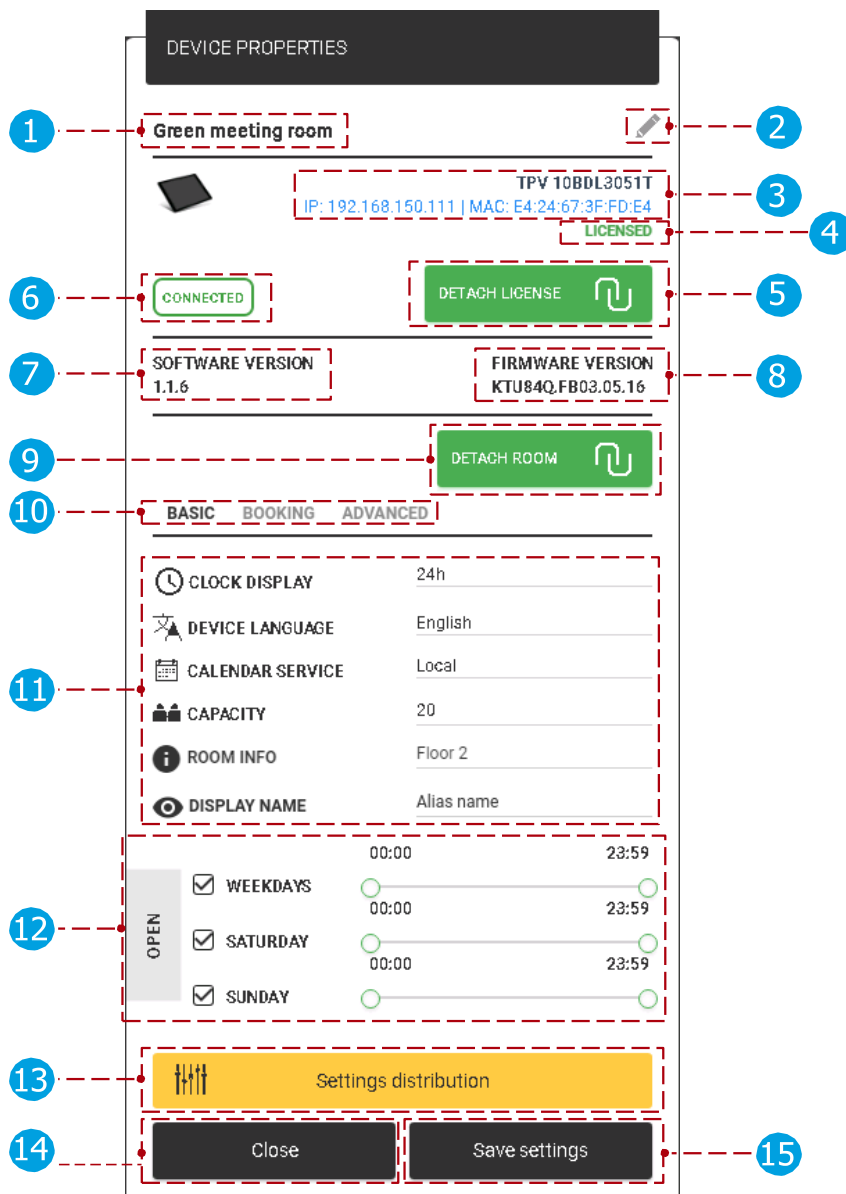 DEVICE PROPERTIES
1
Green meeting room
2
TPV 10BDL3051T
3
IP: 192.168.150.111 | MAC: E4:24:67:3F:FD:E4
LICENSED
4
6
CONNECTED
DETACH LICENSE
5
SOFTWARE VERSION
1.1.6
7
FIRMWARE VERSION
KTU84Q.FB03.05.16
8
9
DETACH ROOM
10
BASIC BOOKING ADVANCED
CLOCK DISPLAY 24h
DEVICE LANGUAGE English
CALENDAR SERVICE Local
11
CAPACITY 20
ROOM INFO Floor 2
DISPLAY NAME Alias name
00:00 23:59
WEEKDAYS
00:00 23:59
12
OPEN
SATURDAY
00:00 23:59
SUNDAY
13
Settings distribution
14
Close
Save settings
15